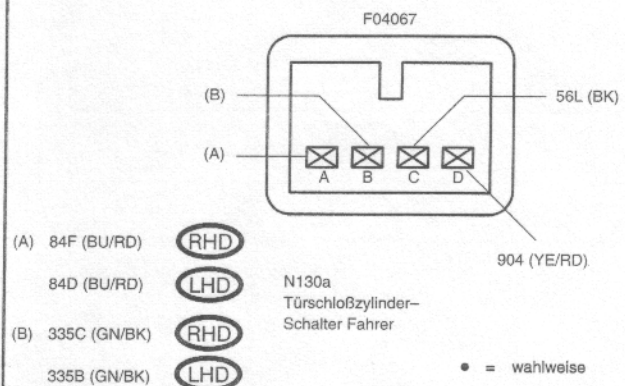 F04067
(B)
56L (BK)
(A)
A B C D
904 (YE/RD)
(A) 84F (BU/RD) RHD
84D (BU/RD) LHD
(B) 335C (GN/BK) RHD
335B (GN/BK) LHD
N130a
Türschloßzylinder–
Schalter Fahrer
• = wahlweise